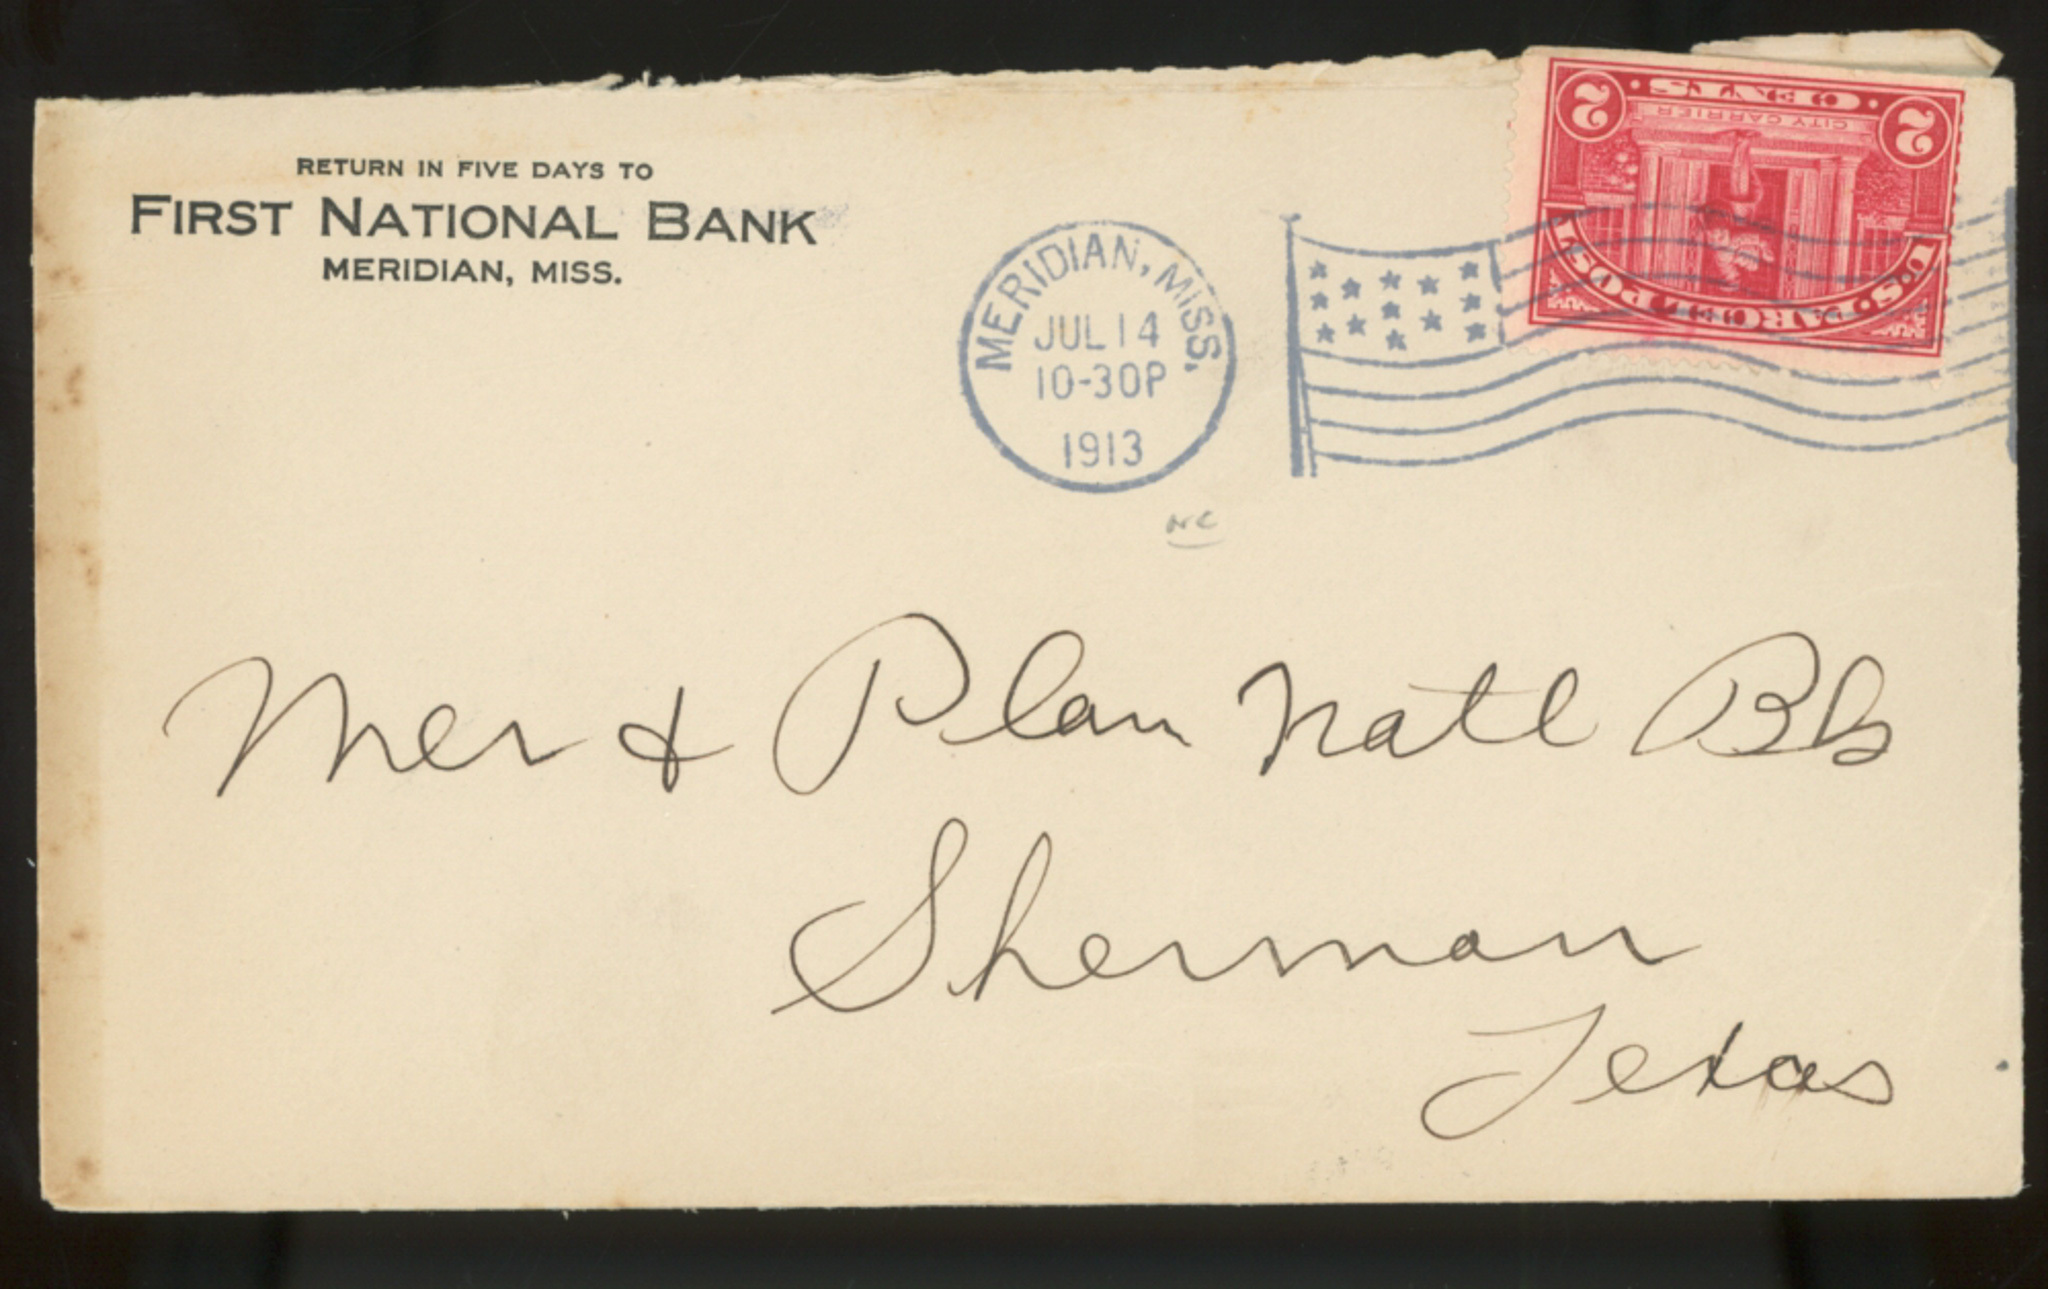 RETURN IN FIVE DAYS TO
FIRST NATIONAL BANK
MERIDIAN, MISS.
MERIDIAN, MISS.
JUL 14
10-30P
1913
U.S. PARCEL POST
CITY CARRIER
2 CENTS 2
Mer & Plan Natl Bk
Sherman
Texas